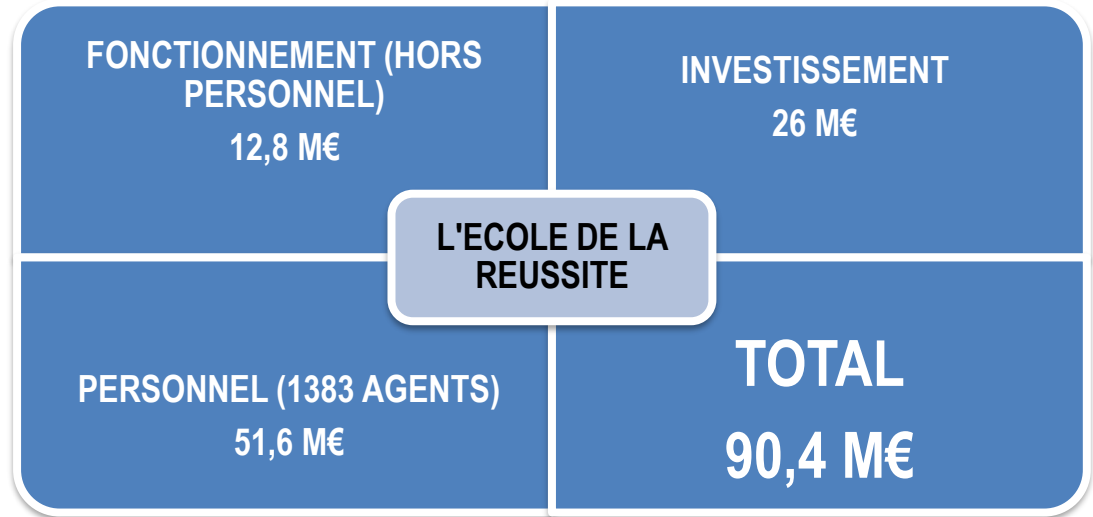 FONCTIONNEMENT (HORS
PERSONNEL)
12,8 M€
INVESTISSEMENT
26 M€
L'ECOLE DE LA
REUSSITE
PERSONNEL (1383 AGENTS)
51,6 M€
TOTAL
90,4 M€